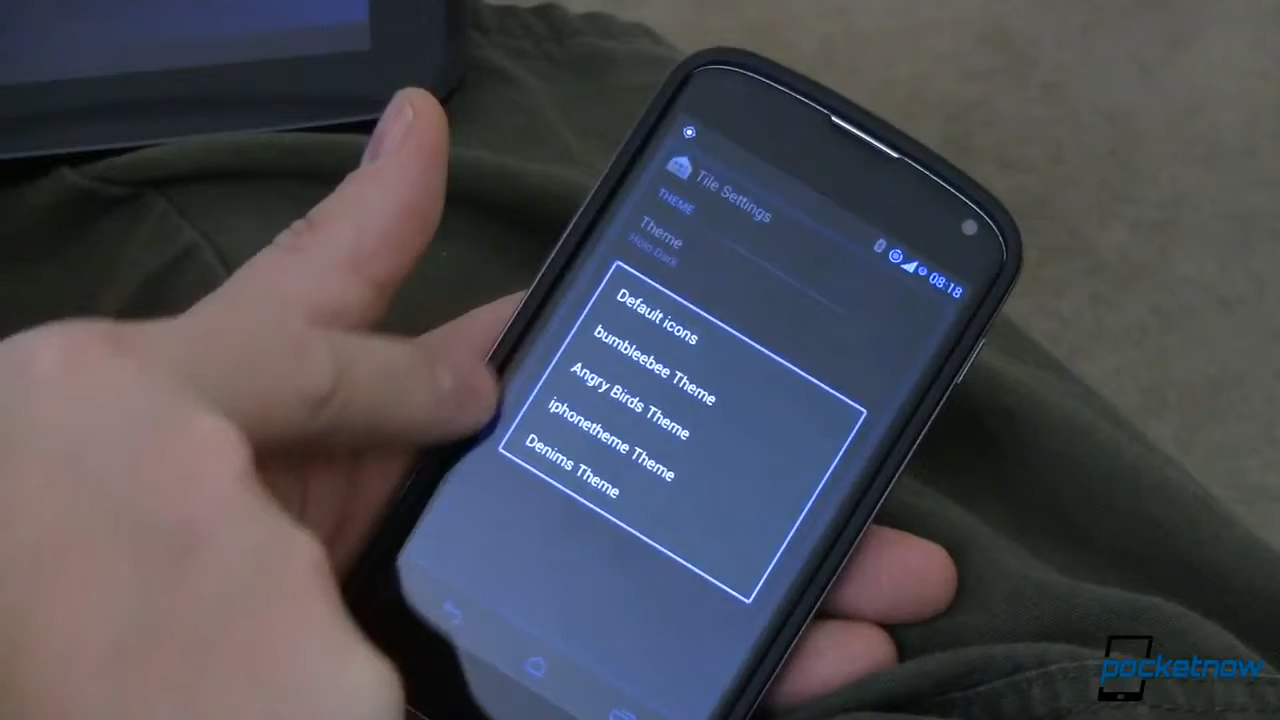 Tile Settings
08:18
THEME
Theme
Holo Dark
Default icons
bumbleebee Theme
Angry Birds Theme
iphonetheme Theme
Denims Theme
pocketnow